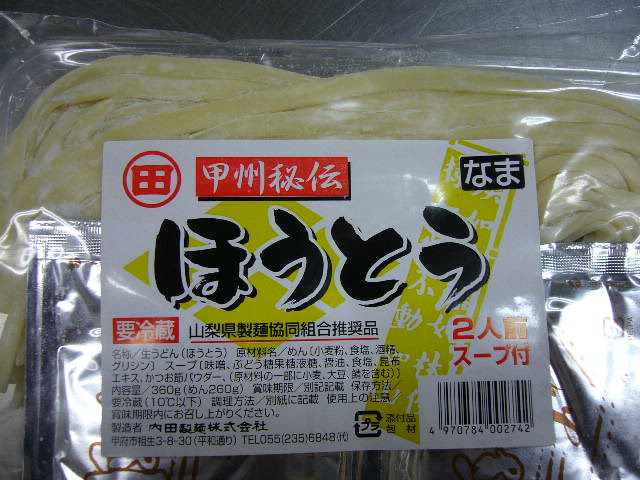 田
甲州秘伝
なま
ほうとう
要冷蔵
山梨県製麺協同組合推奨品
2人前
スープ付
名称/生うどん(ほうとう) 原材料名/めん〔小麦粉、食塩、酒精、
グリシン〕 スープ〔味噌、ぶどう糖果糖液糖、醤油、食塩、昆布
エキス、かつお節パウダー、(原材料の一部に小麦、大豆、鯖を含む)〕
内容量/360g(めん260g) 賞味期限/別記記載 保存方法/
要冷蔵(10℃以下) 調理方法/別紙に記載 使用上の注意/
賞味期限内にお召し上がりください。
製造者 内田製麺株式会社
甲府市相生3-8-30(平和通り) TEL055(235)6848(代)
プラ
添付品
包材
4 970784 002742